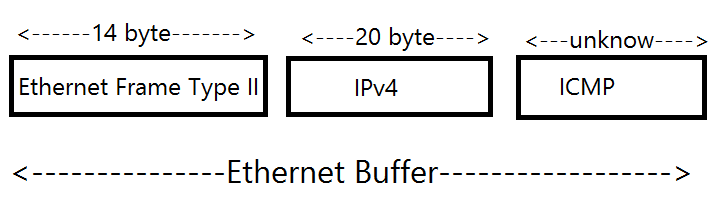 <------14 byte-------> <----20 byte----> <---unknow---->
Ethernet Frame Type II IPv4 ICMP
<---------------Ethernet Buffer------------------>